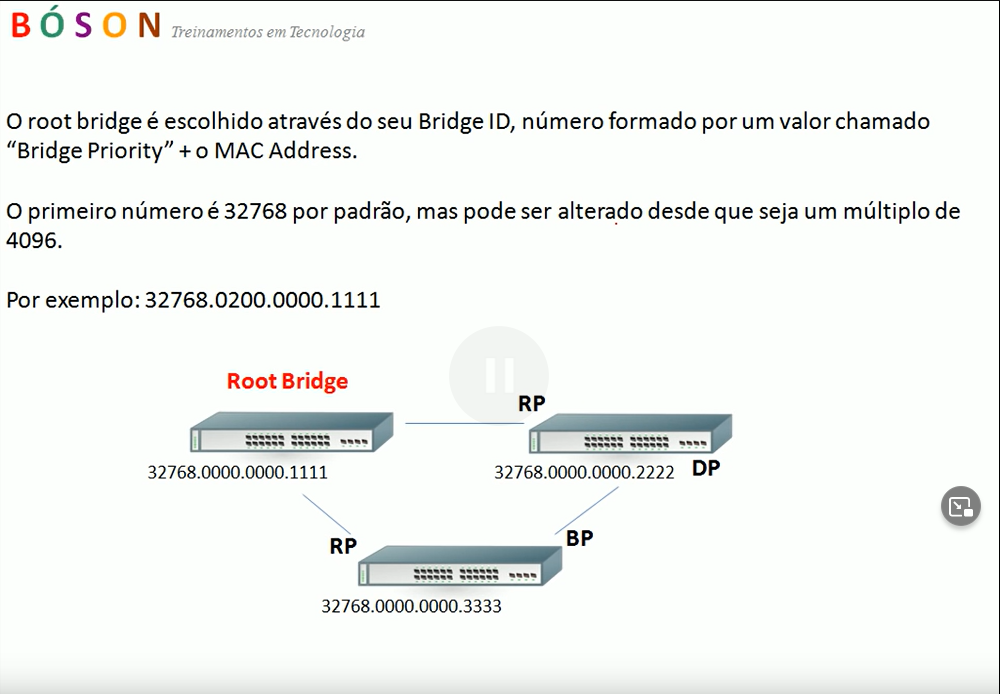 BÓSON Treinamentos em Tecnologia
O root bridge é escolhido através do seu Bridge ID, número formado por um valor chamado
“Bridge Priority” + o MAC Address.
O primeiro número é 32768 por padrão, mas pode ser alterado desde que seja um múltiplo de
4096.
Por exemplo: 32768.0200.0000.1111
Root Bridge
RP
32768.0000.0000.1111
32768.0000.0000.2222 DP
RP
BP
32768.0000.0000.3333